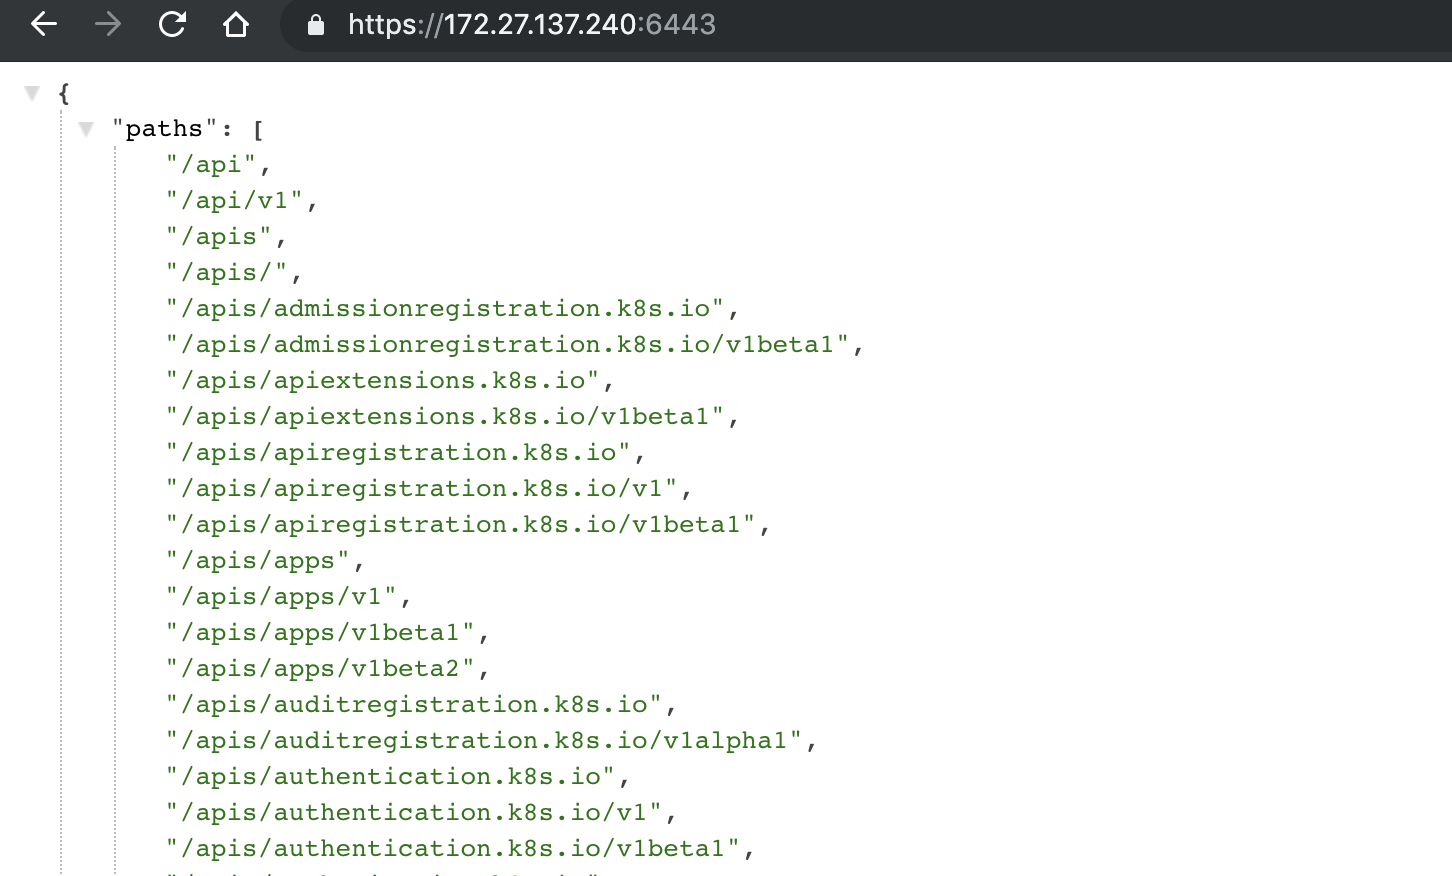 https://172.27.137.240:6443
{
"paths": [
"/api",
"/api/v1",
"/apis",
"/apis/",
"/apis/admissionregistration.k8s.io",
"/apis/admissionregistration.k8s.io/v1beta1",
"/apis/apiextensions.k8s.io",
"/apis/apiextensions.k8s.io/v1beta1",
"/apis/apiregistration.k8s.io",
"/apis/apiregistration.k8s.io/v1",
"/apis/apiregistration.k8s.io/v1beta1",
"/apis/apps",
"/apis/apps/v1",
"/apis/apps/v1beta1",
"/apis/apps/v1beta2",
"/apis/auditregistration.k8s.io",
"/apis/auditregistration.k8s.io/v1alpha1",
"/apis/authentication.k8s.io",
"/apis/authentication.k8s.io/v1",
"/apis/authentication.k8s.io/v1beta1",